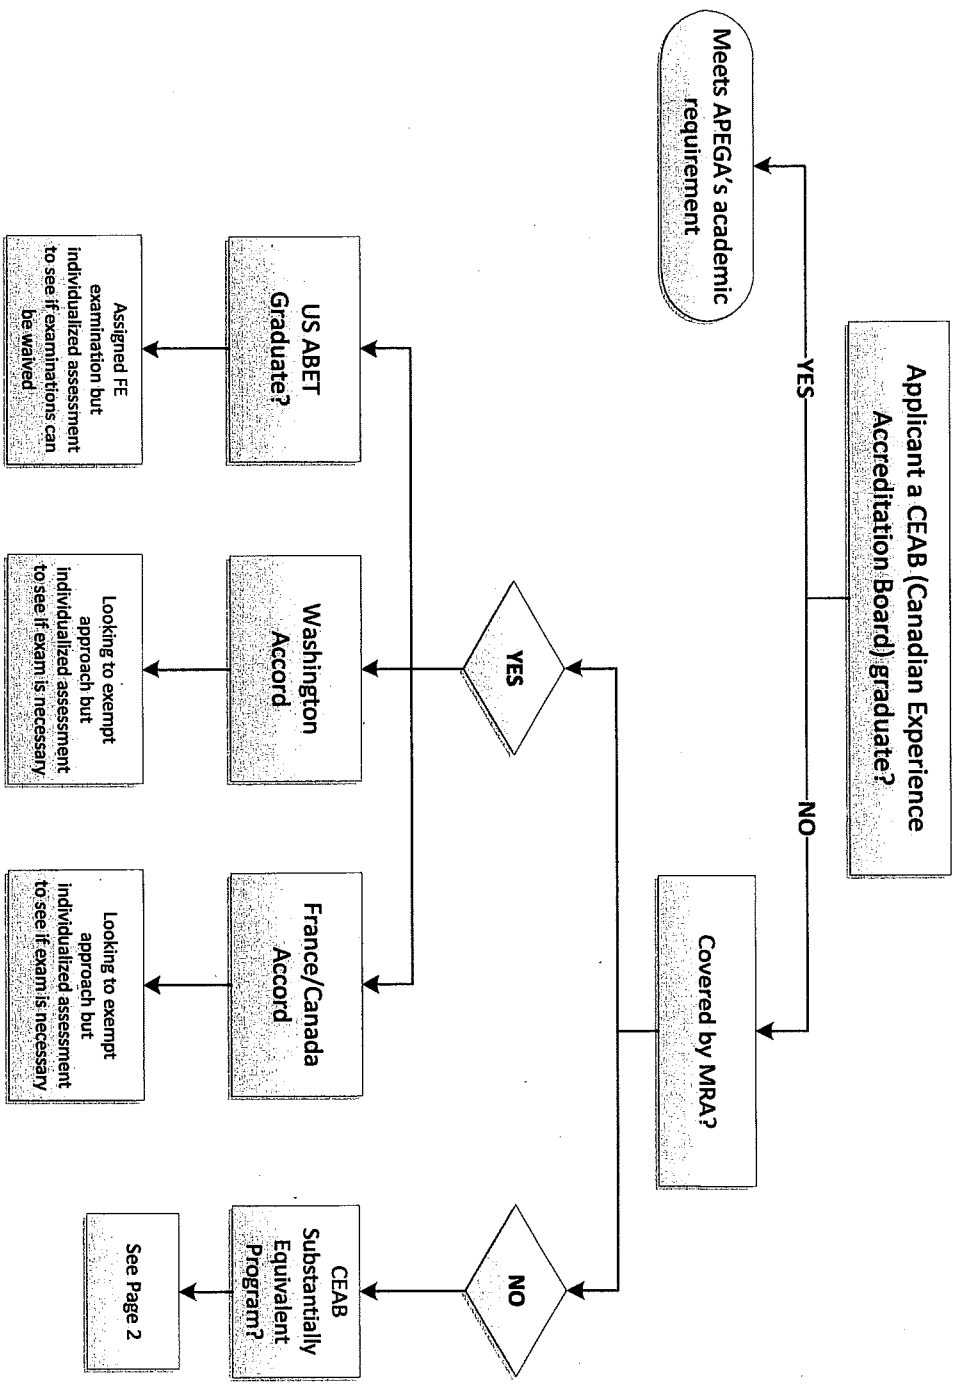 Applicant a CEAB (Canadian Experience
Accreditation Board) graduate?
YES
NO
Meets APEGA's academic
requirement
Covered by MRA?
YES
NO
US ABET
Graduate?
Washington
Accord
France/Canada
Accord
CEAB
Substantially
Equivalent
Program?
Assigned FE
examination but
individualized assessment
to see if examinations can
be waived
Looking to exempt
approach but
individualized assessment
to see if exam is necessary
Looking to exempt
approach but
individualized assessment
to see if exam is necessary
See Page 2